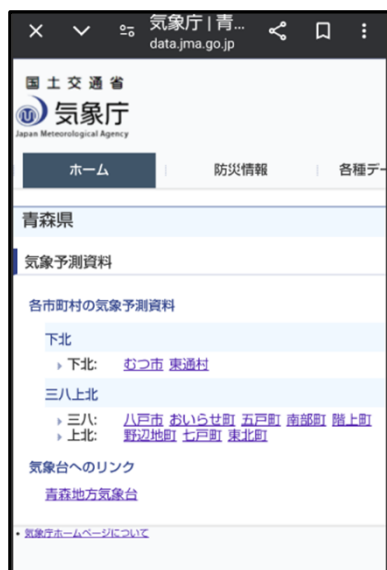 気象庁 | 青...
data.jma.go.jp
国土交通省
気象庁
Japan Meteorological Agency
ホーム
防災情報
各種デー
青森県
気象予測資料
各市町村の気象予測資料
下北
下北: むつ市 東通村
三八上北
三八: 八戸市 おいらせ町 五戸町 南部町 階上町
上北: 野辺地町 七戸町 東北町
気象台へのリンク
青森地方気象台
• 気象庁ホームページについて